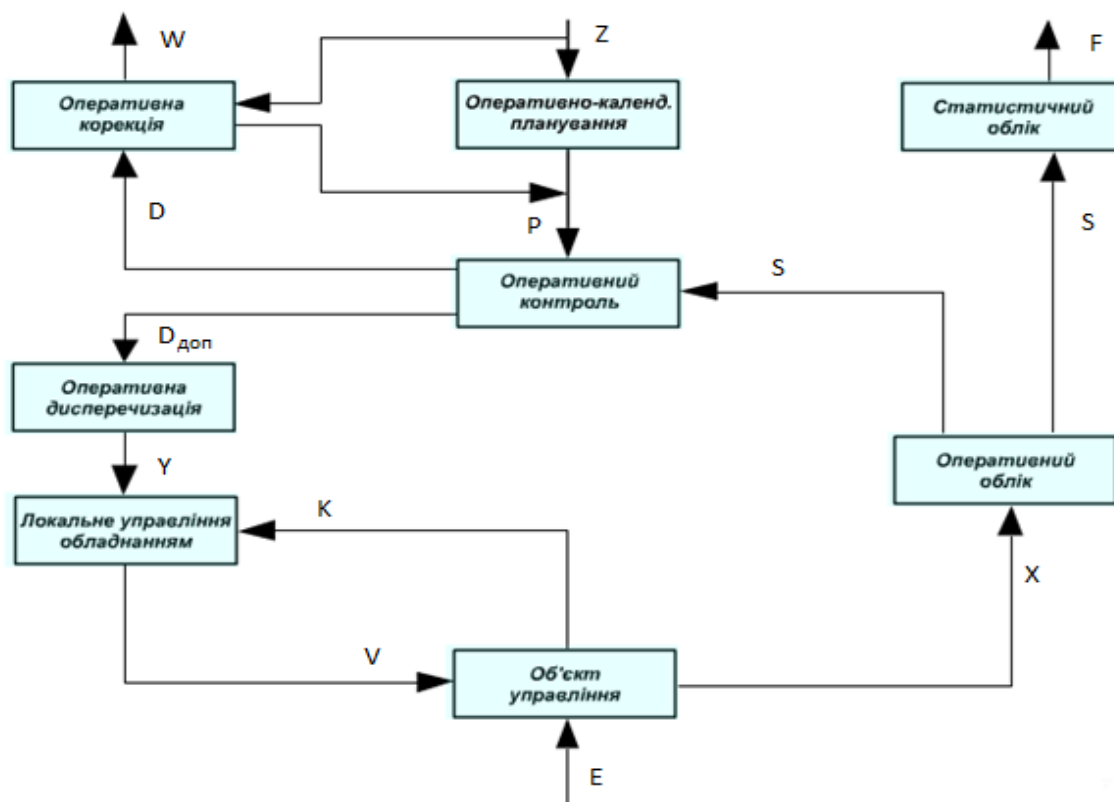 W
Z
F
Оперативна
корекція
Оперативно-календ.
планування
Статистичний
облік
D
P
S
S
Оперативний
контроль
Dдоп
Оперативна
дисперечизація
Y
Оперативний
облік
Локальне управління
обладнанням
K
X
V
Об'єкт
управління
E